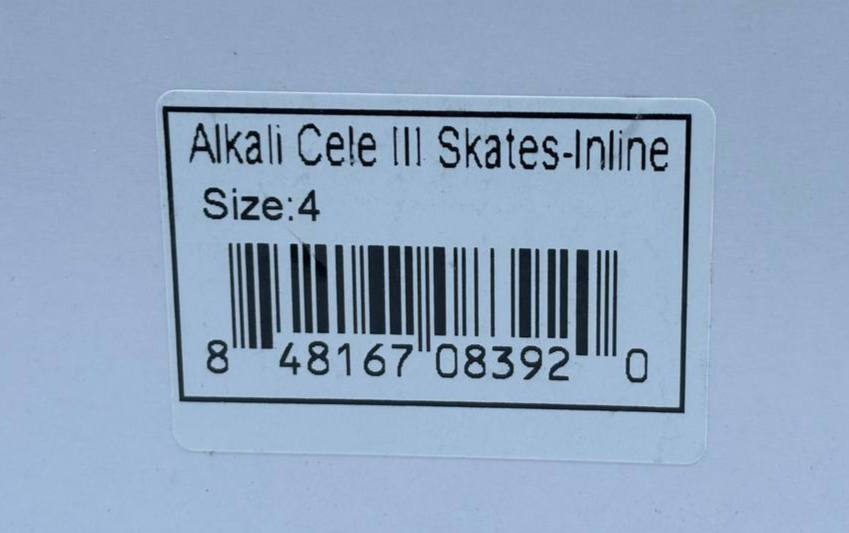 Alkali Cele III Skates-Inline
Size:4
8 48167 08392 0